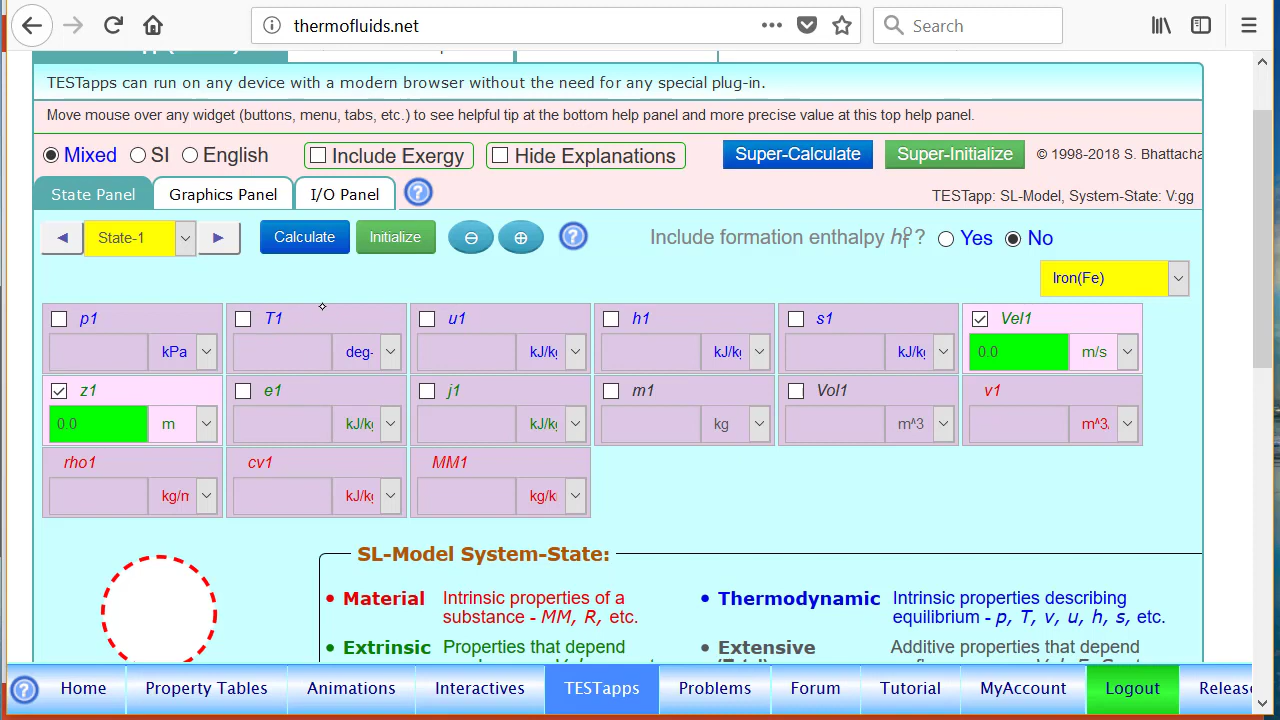 thermofluids.net
Search
TESTapps can run on any device with a modern browser without the need for any special plug-in.
Move mouse over any widget (buttons, menu, tabs, etc.) to see helpful tip at the bottom help panel and more precise value at this top help panel.
Mixed SI English Include Exergy Hide Explanations Super-Calculate Super-Initialize © 1998-2018 S. Bhattacha
State Panel Graphics Panel I/O Panel ? TESTapp: SL-Model, System-State: V:gg
State-1 Calculate Initialize ? Include formation enthalpy hf°? Yes No
Iron(Fe)
p1 T1 u1 h1 s1 Vel1
kPa deg- kJ/kg kJ/kg kJ/kg 0.0 m/s
z1 e1 j1 m1 Vol1 v1
0.0 m kJ/kg kJ/kg kg m^3 m^3/
rho1 cv1 MM1
kg/m kJ/kg kg/k
SL-Model System-State:
• Material Intrinsic properties of a substance - MM, R, etc.
• Thermodynamic Intrinsic properties describing equilibrium - p, T, v, u, h, s, etc.
• Extrinsic Properties that depend
• Extensive Additive properties that depend
? Home Property Tables Animations Interactives TESTapps Problems Forum Tutorial MyAccount Logout Releas